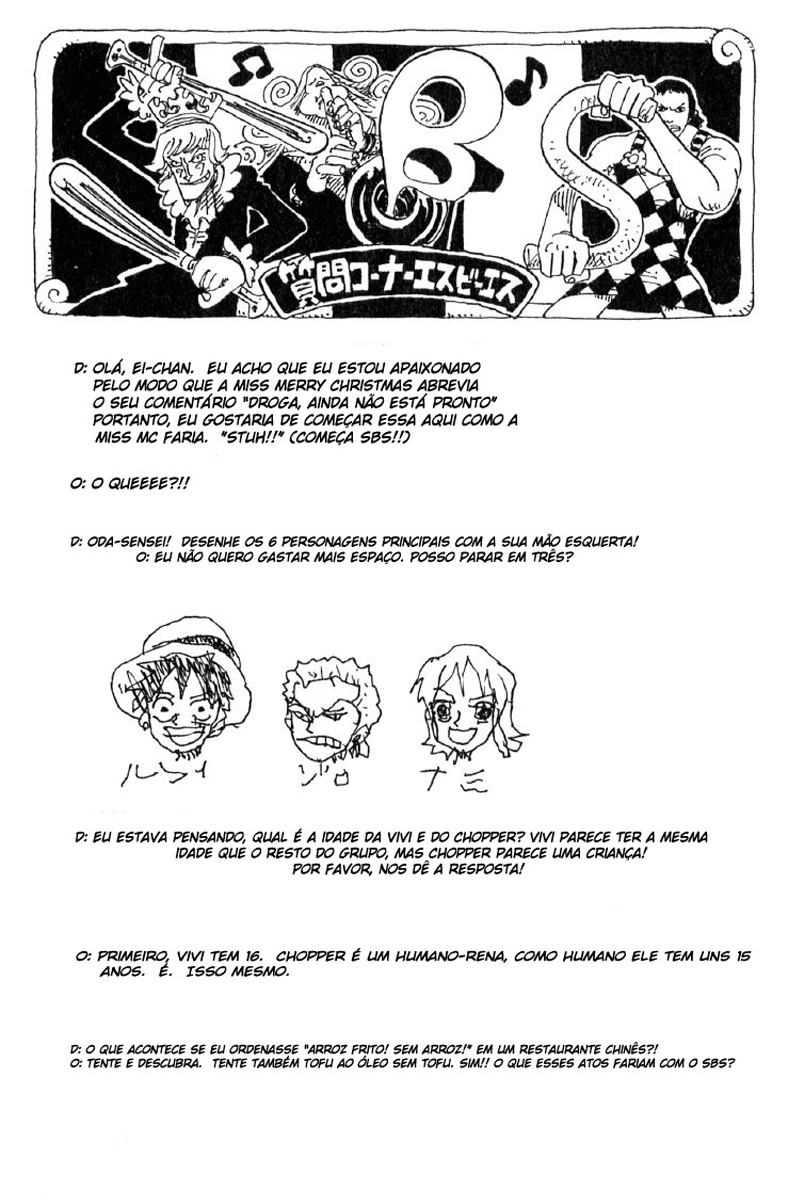 SBS
質問コーナーエスビーエス
D: OLÁ, EI-CHAN. EU ACHO QUE EU ESTOU APAIXONADO
PELO MODO QUE A MISS MERRY CHRISTMAS ABREVIA
O SEU COMENTÁRIO "DROGA, AINDA NÃO ESTÁ PRONTO"
PORTANTO, EU GOSTARIA DE COMEÇAR ESSA AQUI COMO A
MISS MC FARIA. "STUH!!" (COMEÇA SBS!!)
O: O QUEEEE?!!
D: ODA-SENSEI! DESENHE OS 6 PERSONAGENS PRINCIPAIS COM A SUA MÃO ESQUERTA!
O: EU NÃO QUERO GASTAR MAIS ESPAÇO. POSSO PARAR EM TRÊS?
ルフィ ゾロ ナミ
D: EU ESTAVA PENSANDO, QUAL É A IDADE DA VIVI E DO CHOPPER? VIVI PARECE TER A MESMA
IDADE QUE O RESTO DO GRUPO, MAS CHOPPER PARECE UMA CRIANÇA!
POR FAVOR, NOS DÊ A RESPOSTA!
O: PRIMEIRO, VIVI TEM 16. CHOPPER É UM HUMANO-RENA, COMO HUMANO ELE TEM UNS 15
ANOS. É. ISSO MESMO.
D: O QUE ACONTECE SE EU ORDENASSE "ARROZ FRITO! SEM ARROZ!" EM UM RESTAURANTE CHINÊS?!
O: TENTE E DESCUBRA. TENTE TAMBÉM TOFU AO ÓLEO SEM TOFU. SIM!! O QUE ESSES ATOS FARIAM COM O SBS?